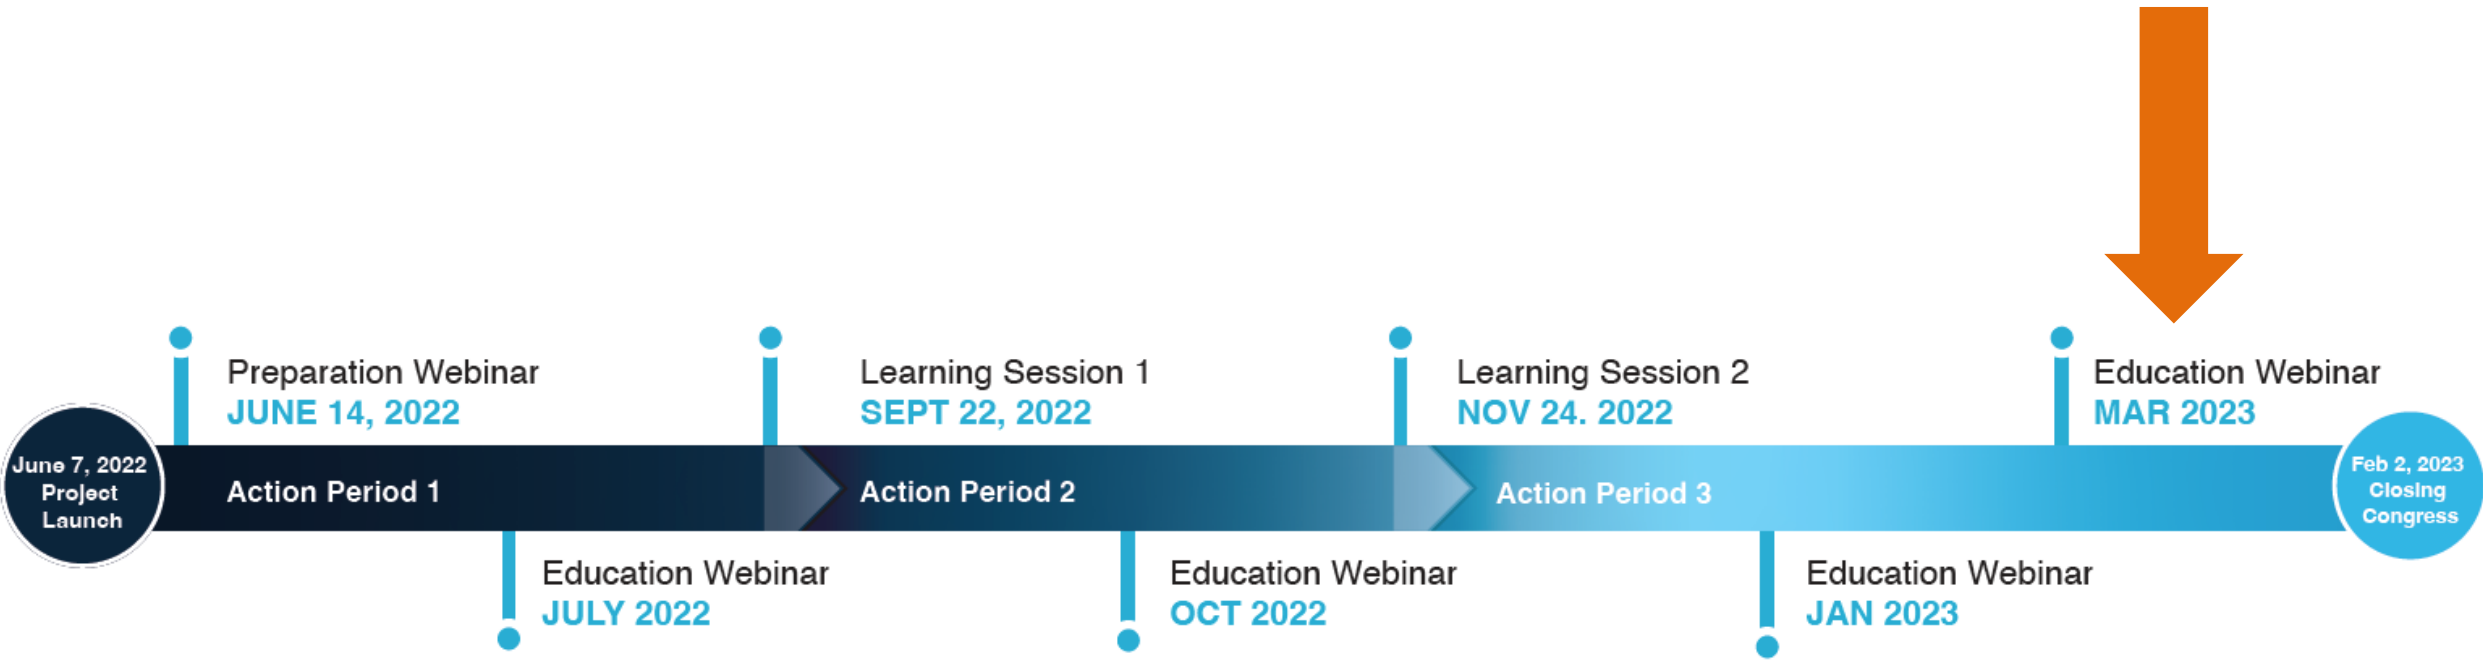 Preparation Webinar
JUNE 14, 2022
Learning Session 1
SEPT 22, 2022
Learning Session 2
NOV 24. 2022
Education Webinar
MAR 2023
June 7, 2022
Project
Launch
Action Period 1
Action Period 2
Action Period 3
Feb 2, 2023
Closing
Congress
Education Webinar
JULY 2022
Education Webinar
OCT 2022
Education Webinar
JAN 2023